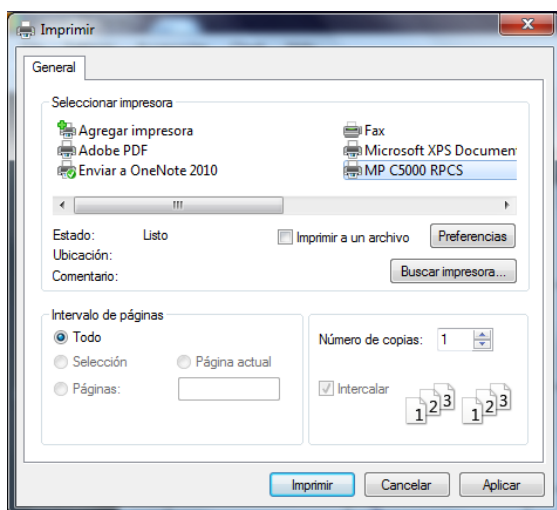 Imprimir
General
Seleccionar impresora
Agregar impresora
Fax
Adobe PDF
Microsoft XPS Documen
Enviar a OneNote 2010
MP C5000 RPCS
Estado: Listo
Imprimir a un archivo
Preferencias
Ubicación:
Comentario:
Buscar impresora...
Intervalo de páginas
Todo
Selección
Página actual
Páginas:
Número de copias: 1
Intercalar
1 2 3 1 2 3
Imprimir
Cancelar
Aplicar